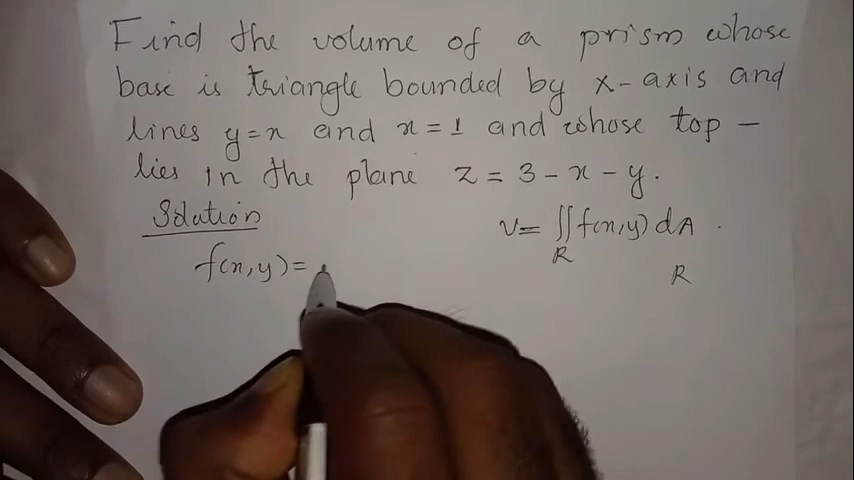 Find the volume of a prism whose
base is triangle bounded by x-axis and
lines y=x and x=1 and whose top -
lies in the plane z = 3 - x - y.
Solution
V= ∬ f(x,y) dA .
R
f(x,y)=
R